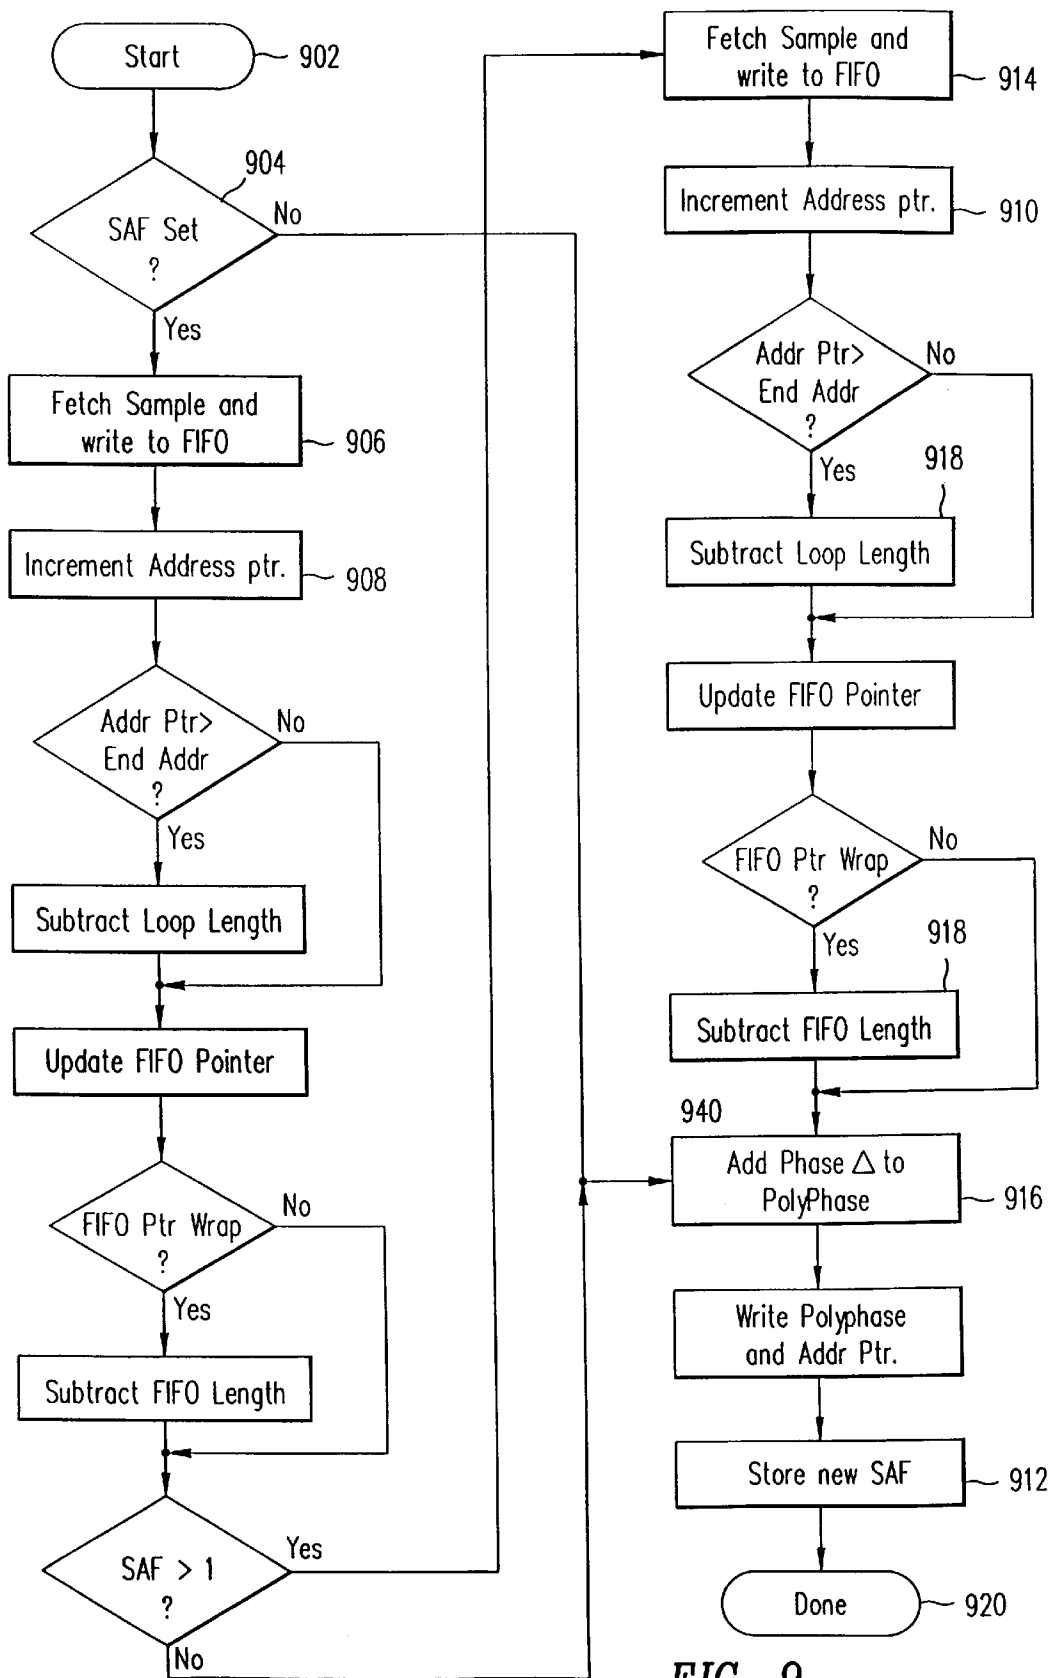 Start
902
904
SAF Set
?
No
Yes
Fetch Sample and
write to FIFO
906
Increment Address ptr.
908
Addr Ptr>
End Addr
?
No
Yes
Subtract Loop Length
Update FIFO Pointer
FIFO Ptr Wrap
?
No
Yes
Subtract FIFO Length
SAF > 1
?
Yes
No
Fetch Sample and
write to FIFO
914
Increment Address ptr.
910
Addr Ptr>
End Addr
?
No
Yes
918
Subtract Loop Length
Update FIFO Pointer
FIFO Ptr Wrap
?
No
Yes
918
Subtract FIFO Length
940
Add Phase Δ to
PolyPhase
916
Write Polyphase
and Addr Ptr.
Store new SAF
912
Done
920
FIG. 9